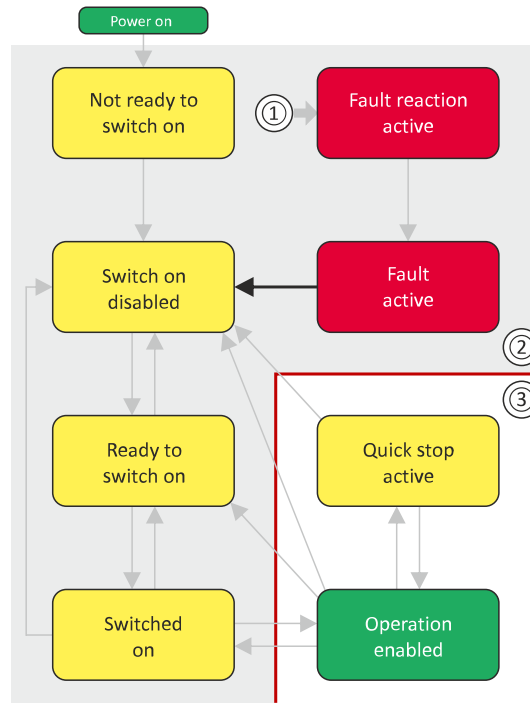 Power on
Not ready to
switch on
①
Fault reaction
active
Switch on
disabled
Fault
active
②
③
Ready to
switch on
Quick stop
active
Switched
on
Operation
enabled